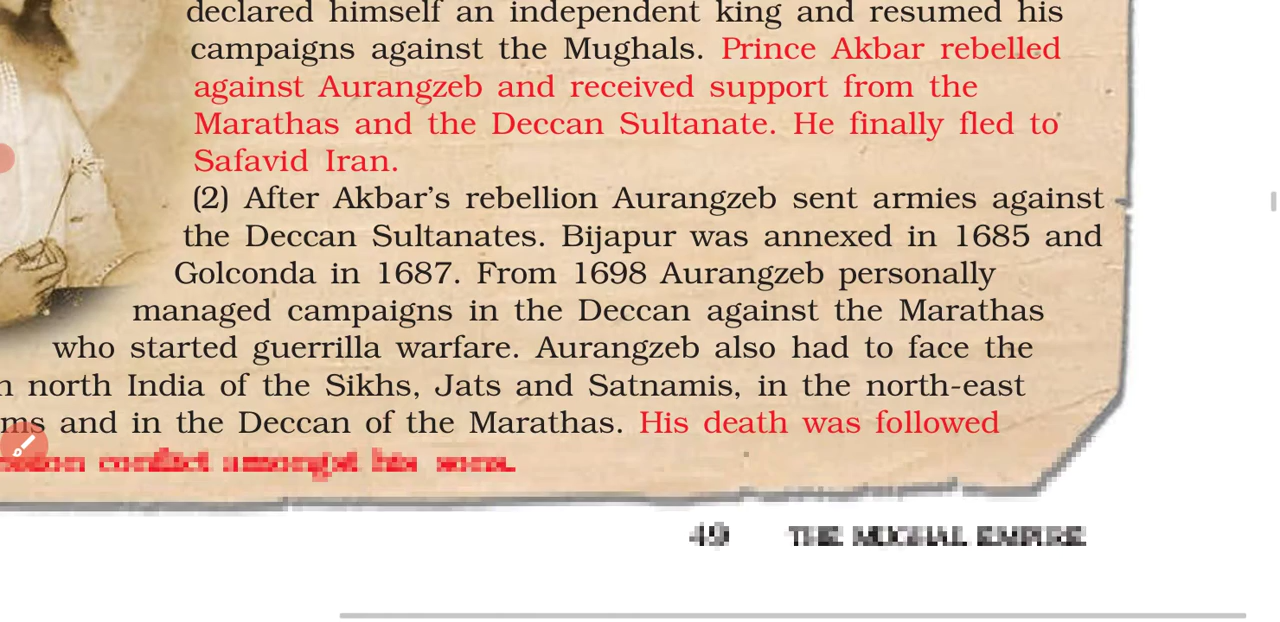 declared himself an independent king and resumed his
campaigns against the Mughals. Prince Akbar rebelled
against Aurangzeb and received support from the
Marathas and the Deccan Sultanate. He finally fled to
Safavid Iran.
(2) After Akbar’s rebellion Aurangzeb sent armies against
the Deccan Sultanates. Bijapur was annexed in 1685 and
Golconda in 1687. From 1698 Aurangzeb personally
managed campaigns in the Deccan against the Marathas
who started guerrilla warfare. Aurangzeb also had to face the
north India of the Sikhs, Jats and Satnamis, in the north-east
and in the Deccan of the Marathas. His death was followed
conflict amongst his sons.
49 THE MUGHAL EMPIRE